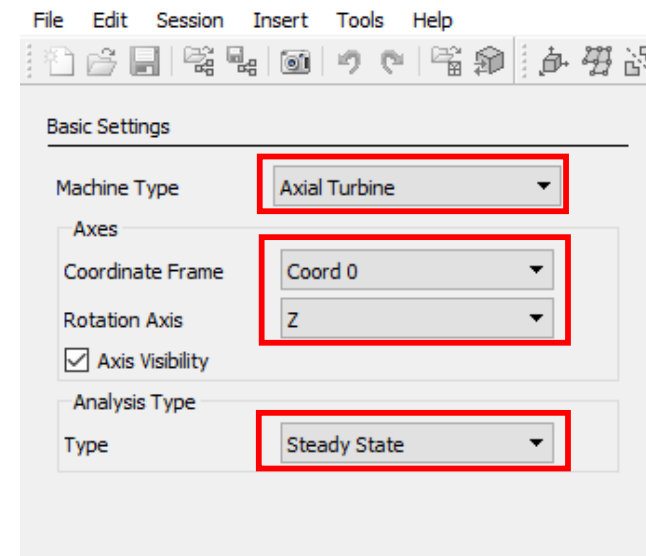 File Edit Session Insert Tools Help
Basic Settings
Machine Type Axial Turbine
Axes
Coordinate Frame Coord 0
Rotation Axis Z
Axis Visibility
Analysis Type
Type Steady State